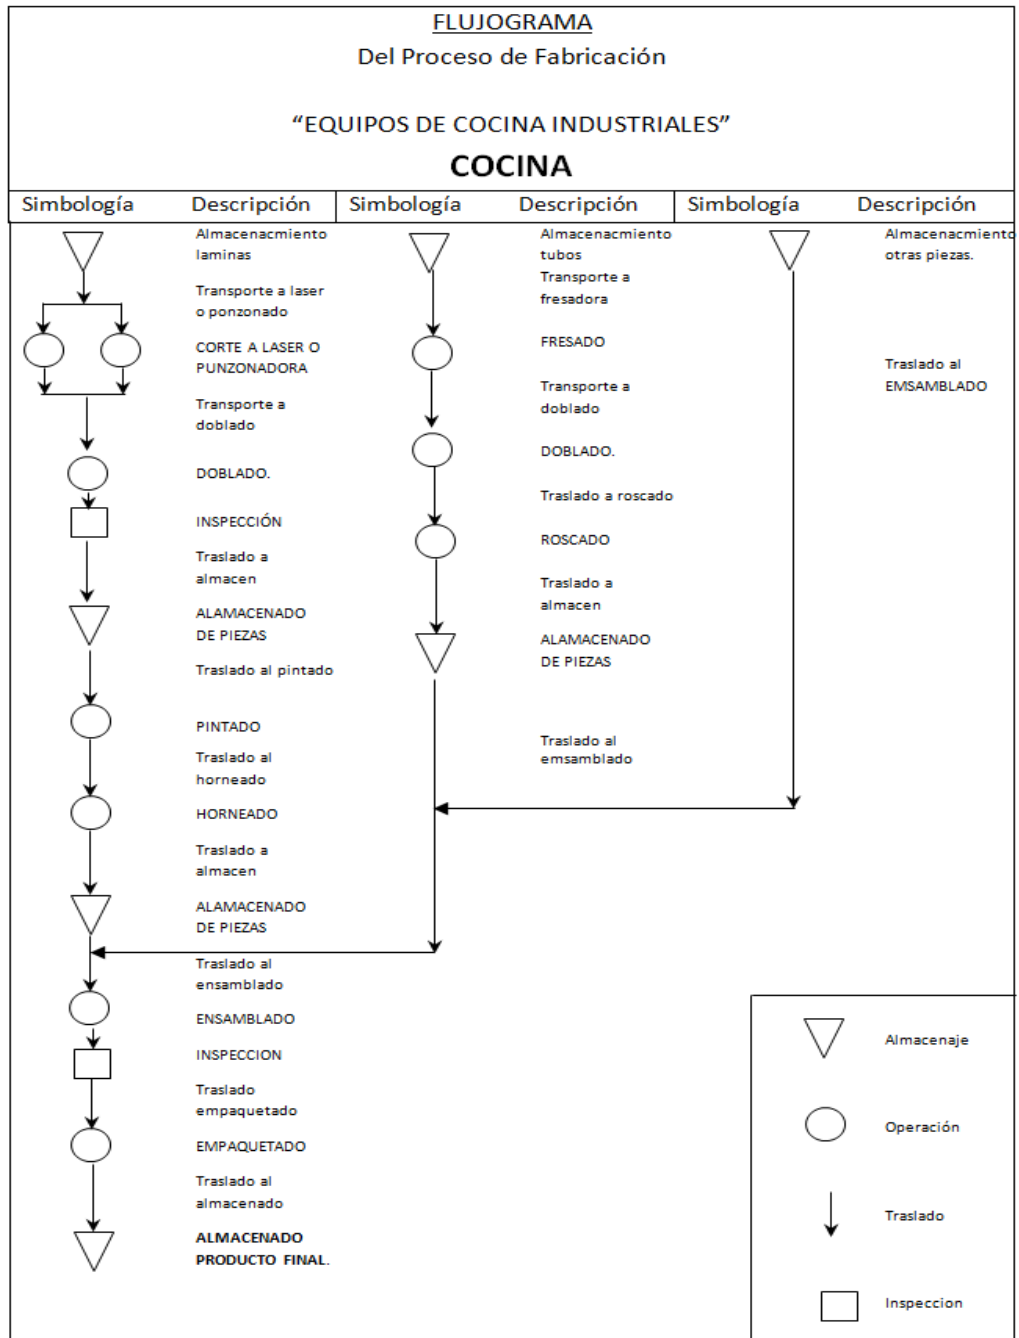 FLUJOGRAMA
Del Proceso de Fabricación
“EQUIPOS DE COCINA INDUSTRIALES”
COCINA
Simbología Descripción Simbología Descripción Simbología Descripción
Almacenacmiento
laminas
Transporte a laser
o ponzonado
CORTE A LASER O
PUNZONADORA
Transporte a
doblado
DOBLADO.
INSPECCIÓN
Traslado a
almacen
ALAMACENADO
DE PIEZAS
Traslado al pintado
PINTADO
Traslado al
horneado
HORNEADO
Traslado a
almacen
ALAMACENADO
DE PIEZAS
Traslado al
ensamblado
ENSAMBLADO
INSPECCION
Traslado
empaquetado
EMPAQUETADO
Traslado al
almacenado
ALMACENADO
PRODUCTO FINAL.
Almacenacmiento
tubos
Transporte a
fresadora
FRESADO
Transporte a
doblado
DOBLADO.
Traslado a roscado
ROSCADO
Traslado a
almacen
ALAMACENADO
DE PIEZAS
Traslado al
emsamblado
Almacenacmiento
otras piezas.
Traslado al
EMSAMBLADO
Almacenaje
Operación
Traslado
Inspeccion